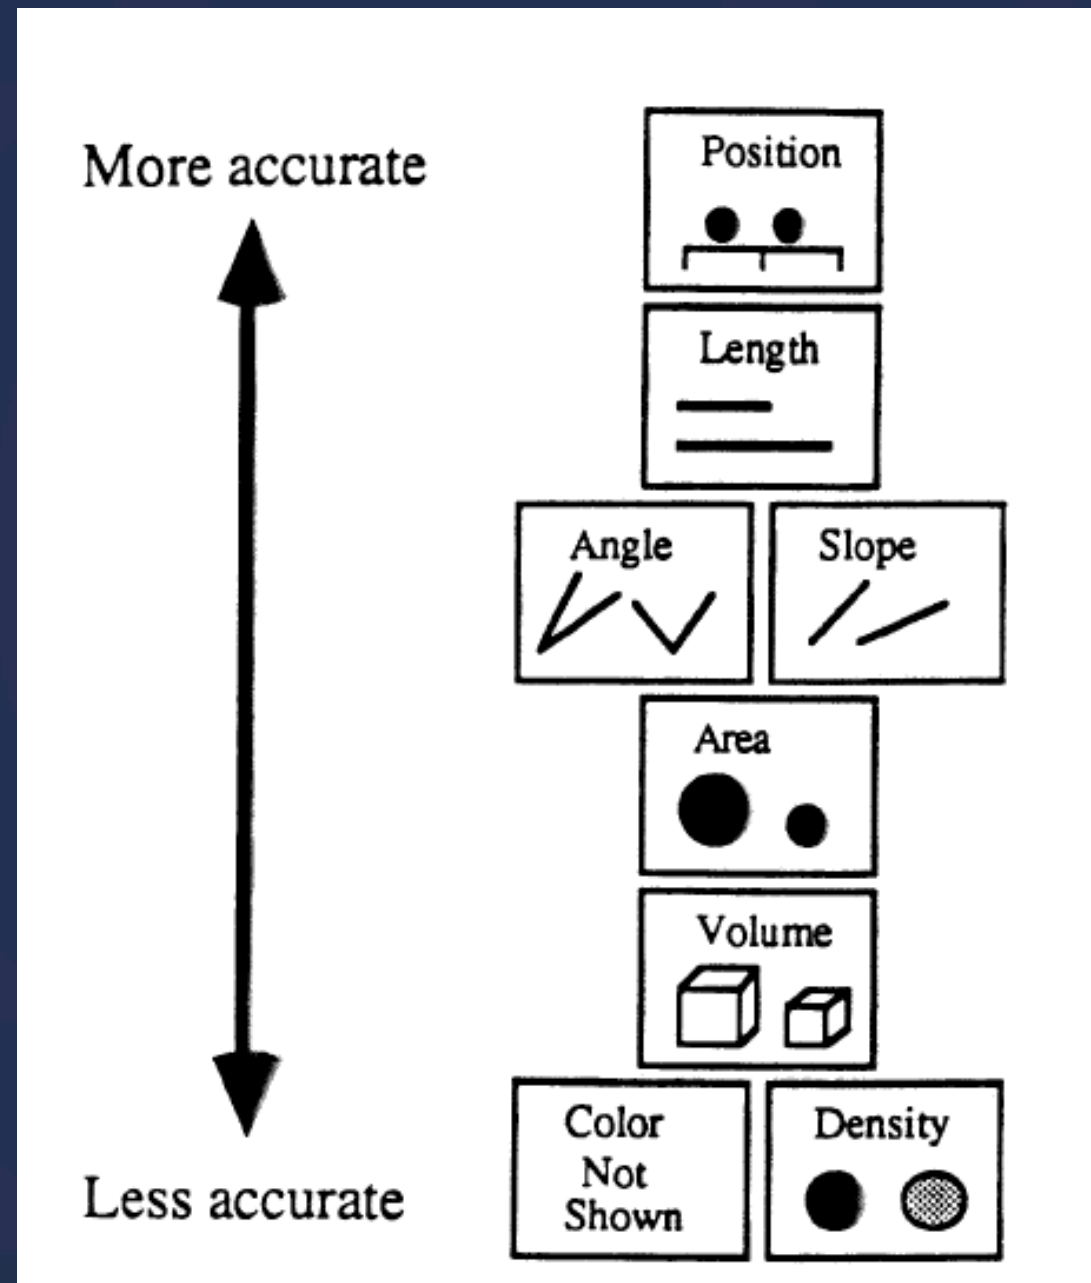 More accurate
Position
Length
Angle
Slope
Area
Volume
Color
Not
Shown
Density
Less accurate